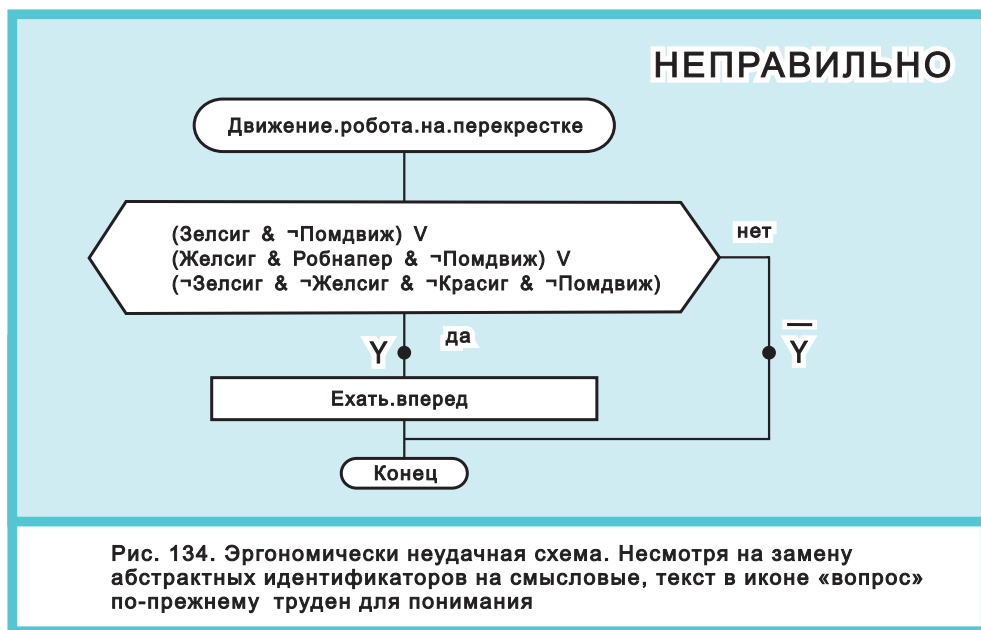 НЕПРАВИЛЬНО
Движение.робота.на.перекрестке
(Зелсиг & ¬Помдвиж) V
(Желсиг & Робнапер & ¬Помдвиж) V
(¬Зелсиг & ¬Желсиг & ¬Красиг & ¬Помдвиж)
нет
да
Y
Y̅
Ехать.вперед
Конец
Рис. 134. Эргономически неудачная схема. Несмотря на замену
абстрактных идентификаторов на смысловые, текст в иконе «вопрос»
по-прежнему труден для понимания